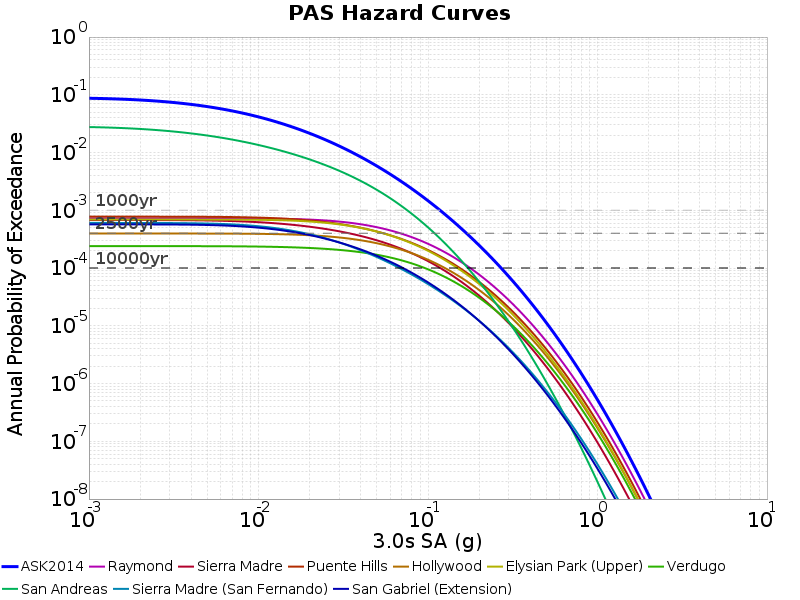 PAS Hazard Curves
Annual Probability of Exceedance
10^0
10^-1
10^-2
10^-3
10^-4
10^-5
10^-6
10^-7
10^-8
1000yr
2500yr
10000yr
10^-3 10^-2 10^-1 10^0 10^1
3.0s SA (g)
ASK2014 Raymond Sierra Madre Puente Hills Hollywood Elysian Park (Upper) Verdugo
San Andreas Sierra Madre (San Fernando) San Gabriel (Extension)